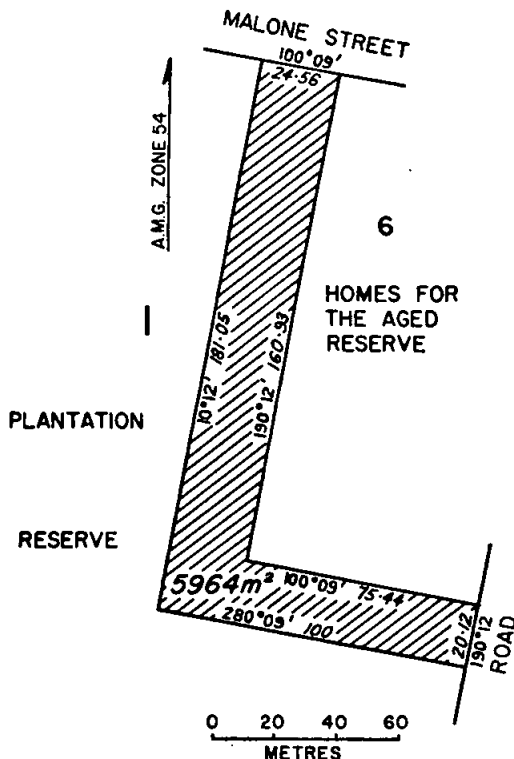 MALONE STREET
100°09'
24·56
A.M.G. ZONE 54
6
HOMES FOR
THE AGED
RESERVE
I
10°12' 181·05
190°12' 160·93
PLANTATION
RESERVE
5964m² 100°09' 75·44
280°09' 100
20·12
190°12
ROAD
0 20 40 60
METRES